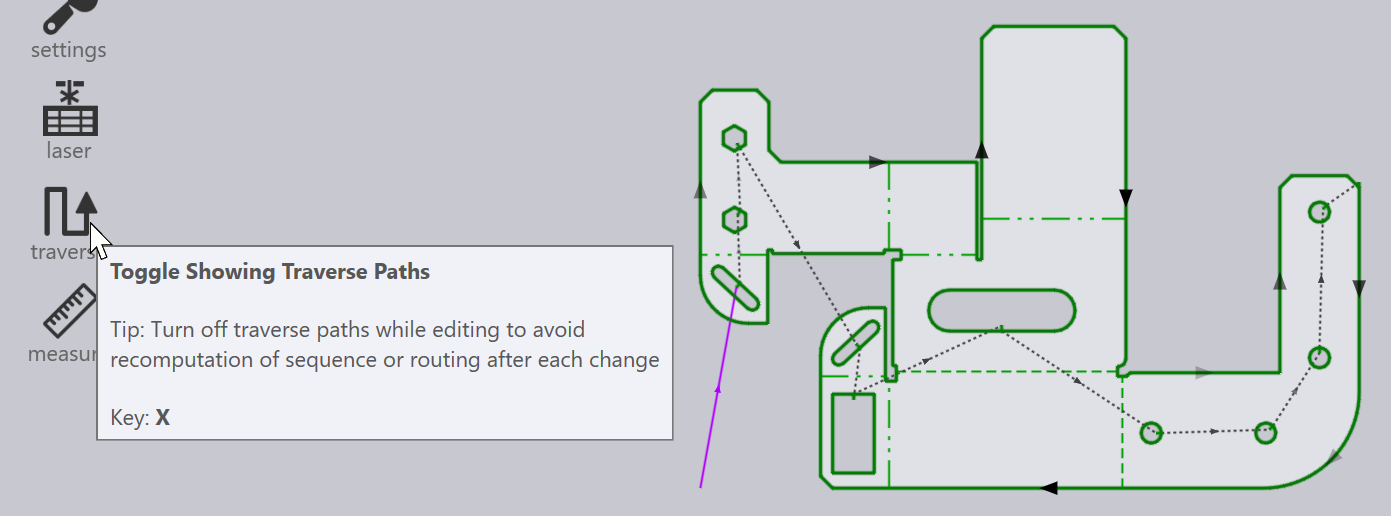 settings
laser
travers
Toggle Showing Traverse Paths
Tip: Turn off traverse paths while editing to avoid
recomputation of sequence or routing after each change
measur
Key: X